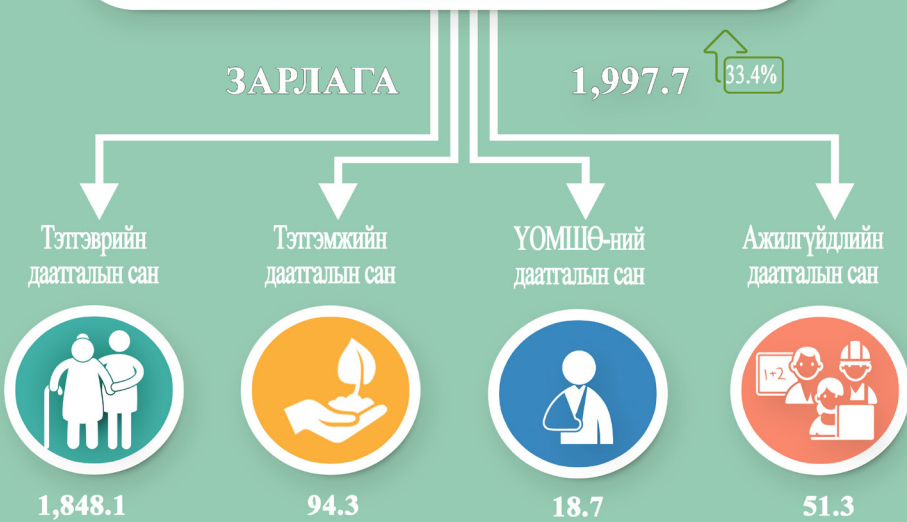 ЗАРЛАГА 1,997.7 33.4%
Тэтгэврийн
даатгалын сан
Тэтгэмжийн
даатгалын сан
ҮОМШӨ-ний
даатгалын сан
Ажилгүйдлийн
даатгалын сан
1+2
1,848.1 94.3 18.7 51.3